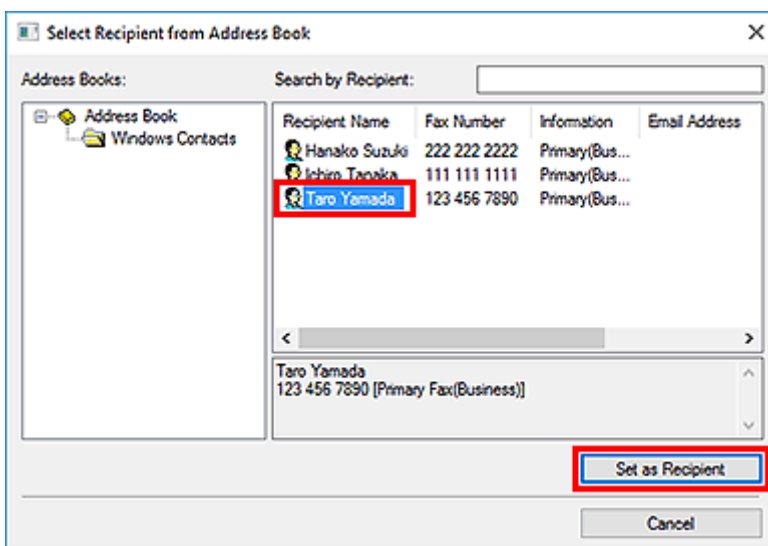 Select Recipient from Address Book
Address Books:
Search by Recipient:
Address Book
Windows Contacts
Recipient Name Fax Number Information Email Address
Hanako Suzuki 222 222 2222 Primary(Bus...
Ichiro Tanaka 111 111 1111 Primary(Bus...
Taro Yamada 123 456 7890 Primary(Bus...
Taro Yamada
123 456 7890 [Primary Fax(Business)]
Set as Recipient
Cancel